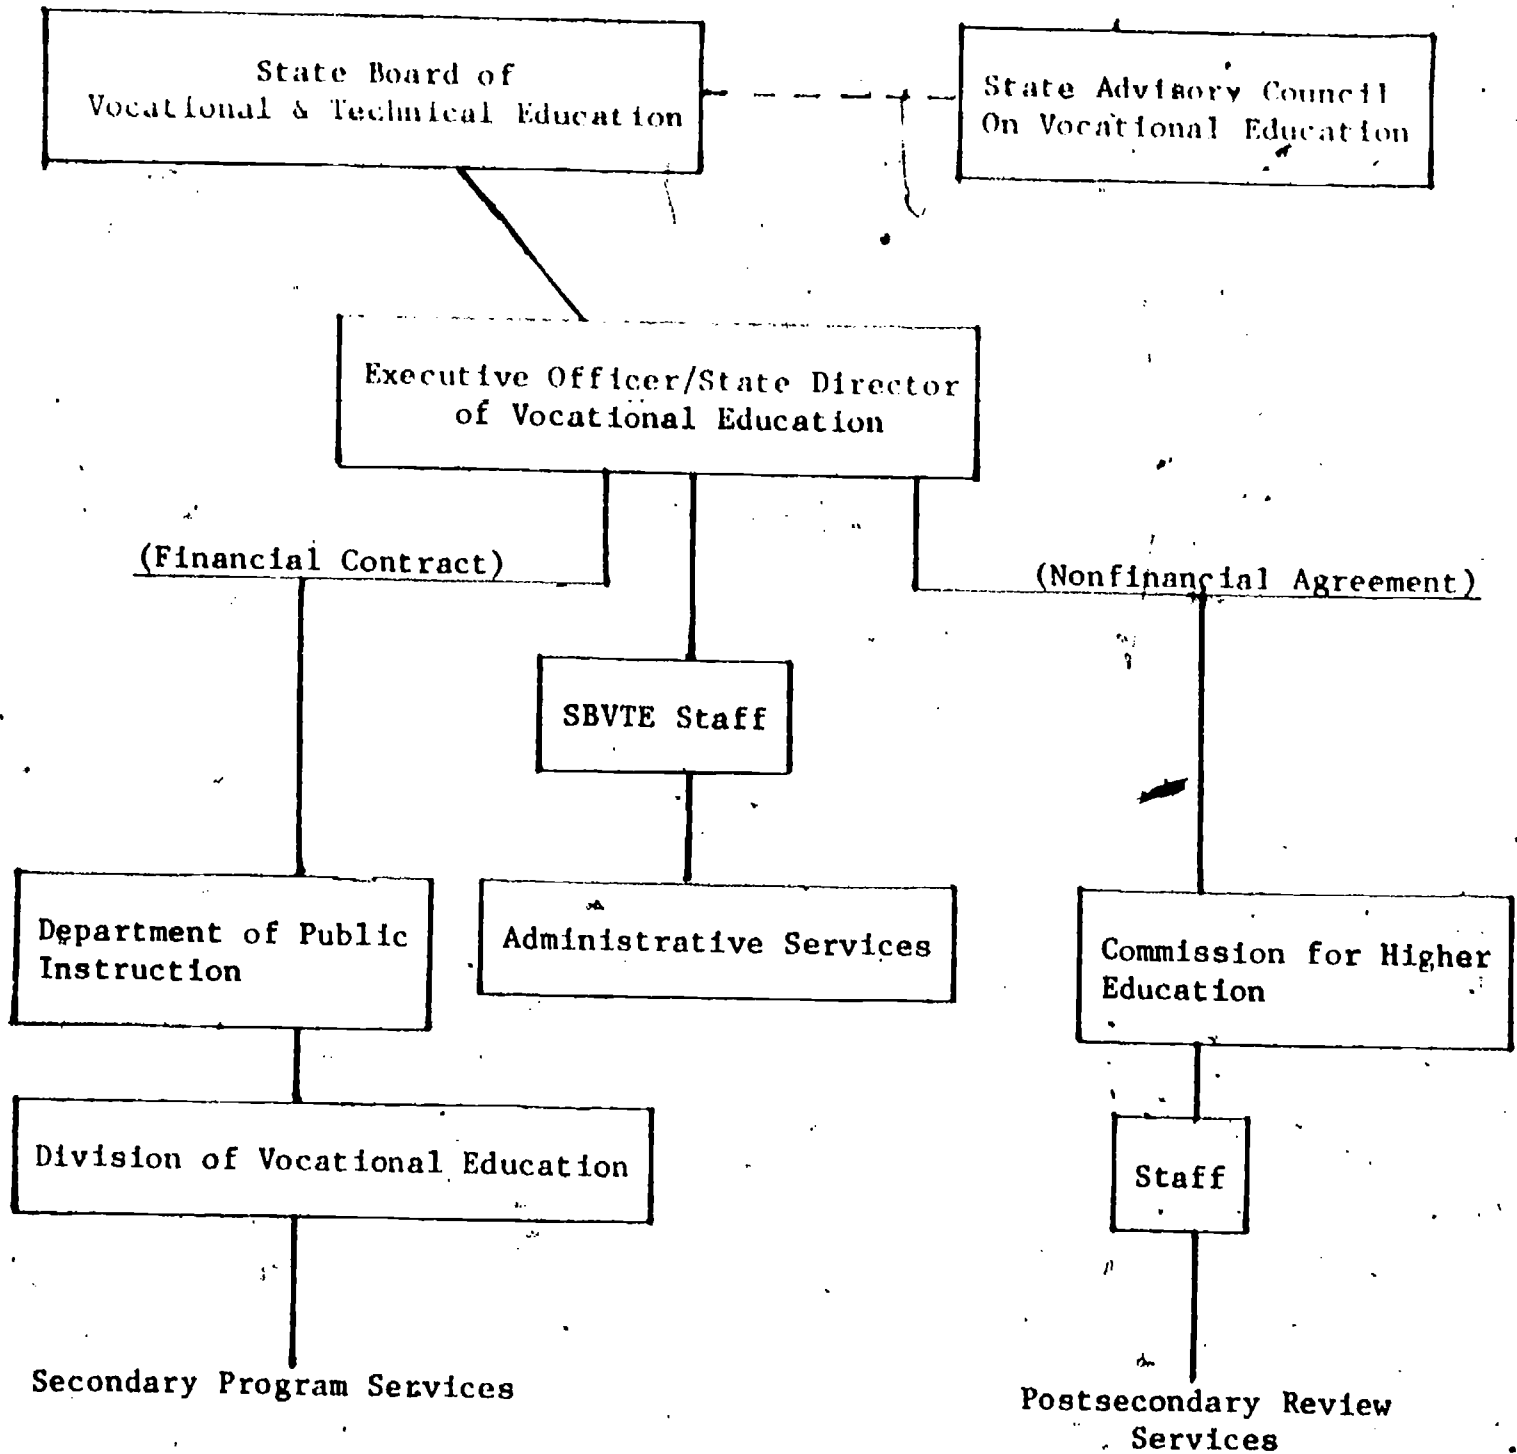 State Board of
Vocational & Technical Education
State Advisory Council
On Vocational Education
Executive Officer/State Director
of Vocational Education
(Financial Contract)
(Nonfinancial Agreement)
SBVTE Staff
Department of Public
Instruction
Administrative Services
Commission for Higher
Education
Division of Vocational Education
Staff
Secondary Program Services
Postsecondary Review
Services